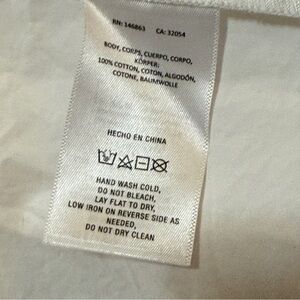 RN: 146863 CA: 32054
BODY, CORPS, CUERPO, CORPO,
KÖRPER:
100% COTTON, COTON, ALGODÓN,
COTONE, BAUMWOLLE
HECHO EN CHINA
HAND WASH COLD,
DO NOT BLEACH,
LAY FLAT TO DRY,
LOW IRON ON REVERSE SIDE AS
NEEDED,
DO NOT DRY CLEAN